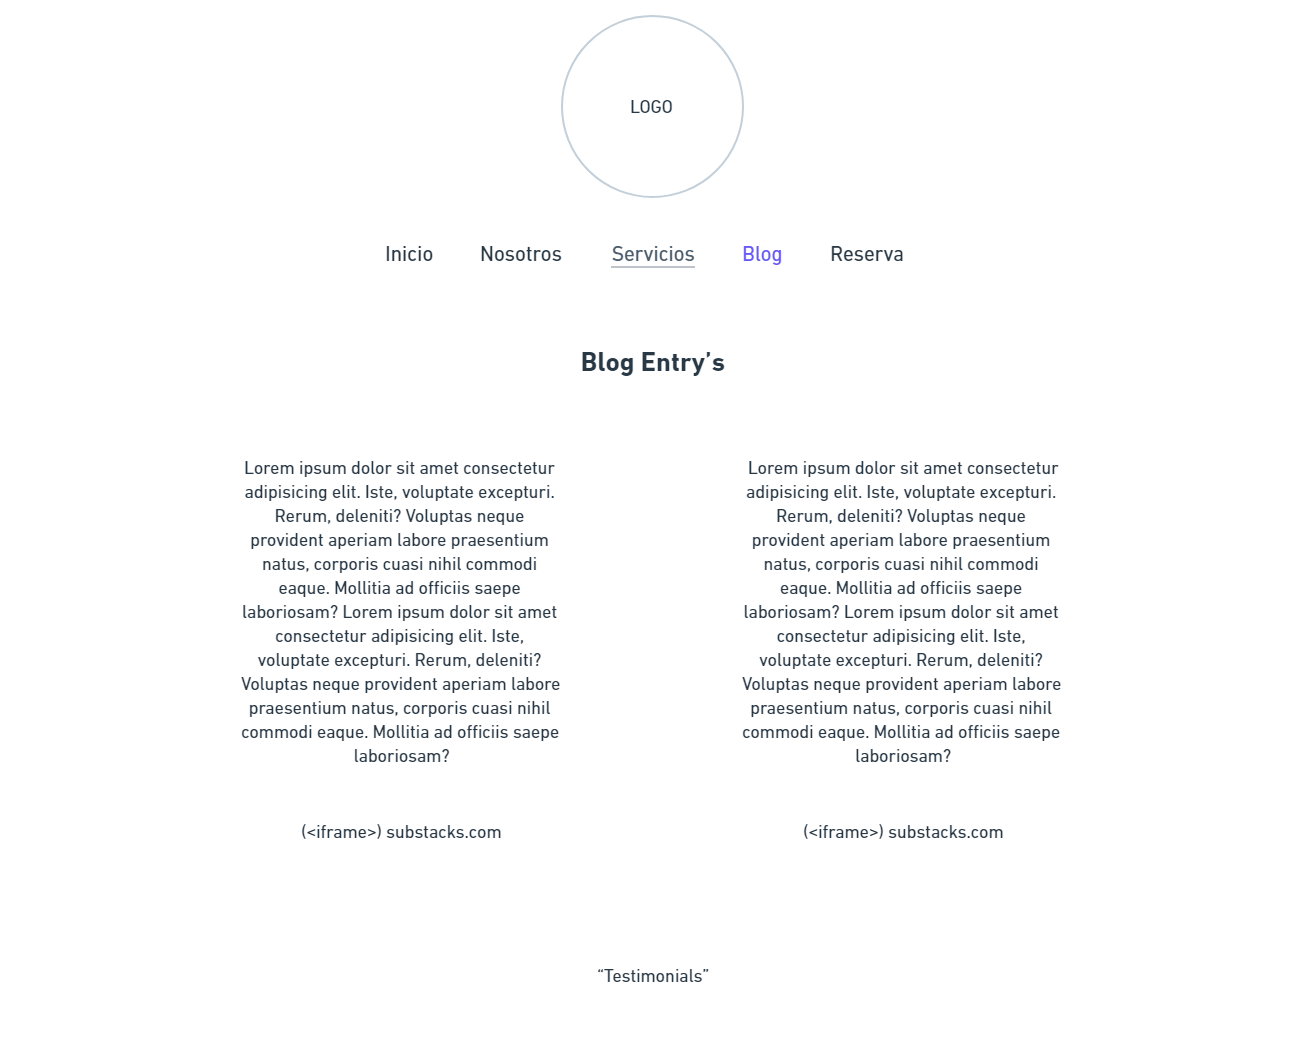 LOGO
Inicio Nosotros Servicios Blog Reserva
Blog Entry’s
Lorem ipsum dolor sit amet consectetur
adipisicing elit. Iste, voluptate excepturi.
Rerum, deleniti? Voluptas neque
provident aperiam labore praesentium
natus, corporis cuasi nihil commodi
eaque. Mollitia ad officiis saepe
laboriosam? Lorem ipsum dolor sit amet
consectetur adipisicing elit. Iste,
voluptate excepturi. Rerum, deleniti?
Voluptas neque provident aperiam labore
praesentium natus, corporis cuasi nihil
commodi eaque. Mollitia ad officiis saepe
laboriosam?
(<iframe>) substacks.com
Lorem ipsum dolor sit amet consectetur
adipisicing elit. Iste, voluptate excepturi.
Rerum, deleniti? Voluptas neque
provident aperiam labore praesentium
natus, corporis cuasi nihil commodi
eaque. Mollitia ad officiis saepe
laboriosam? Lorem ipsum dolor sit amet
consectetur adipisicing elit. Iste,
voluptate excepturi. Rerum, deleniti?
Voluptas neque provident aperiam labore
praesentium natus, corporis cuasi nihil
commodi eaque. Mollitia ad officiis saepe
laboriosam?
(<iframe>) substacks.com
“Testimonials”